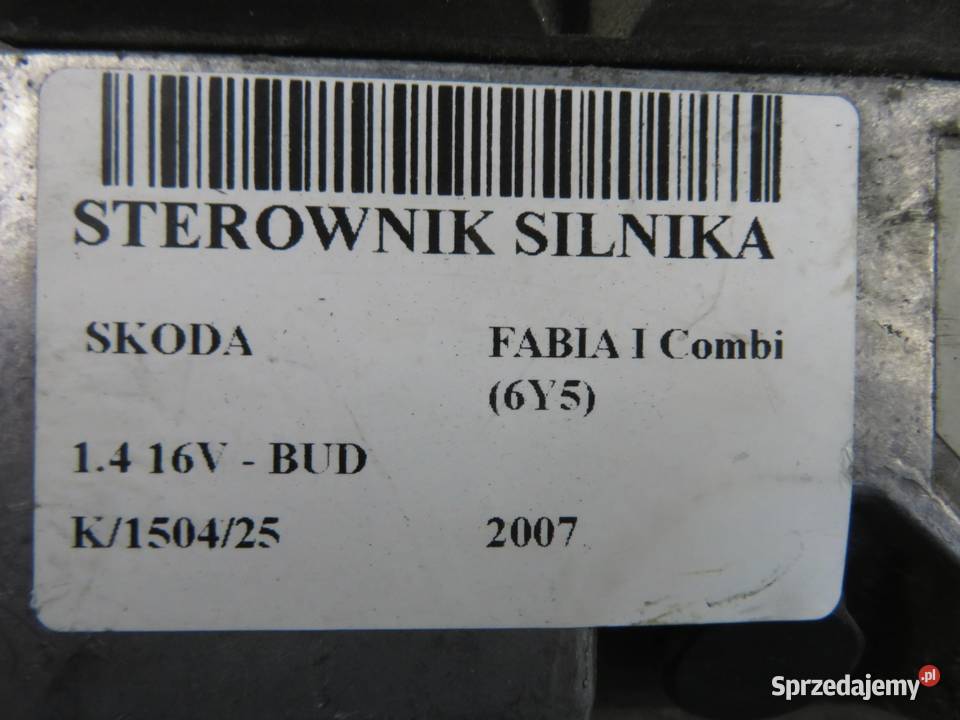 STEROWNIK SILNIKA
SKODA FABIA I Combi
(6Y5)
1.4 16V - BUD
K/1504/25 2007
Sprzedajemy.pl